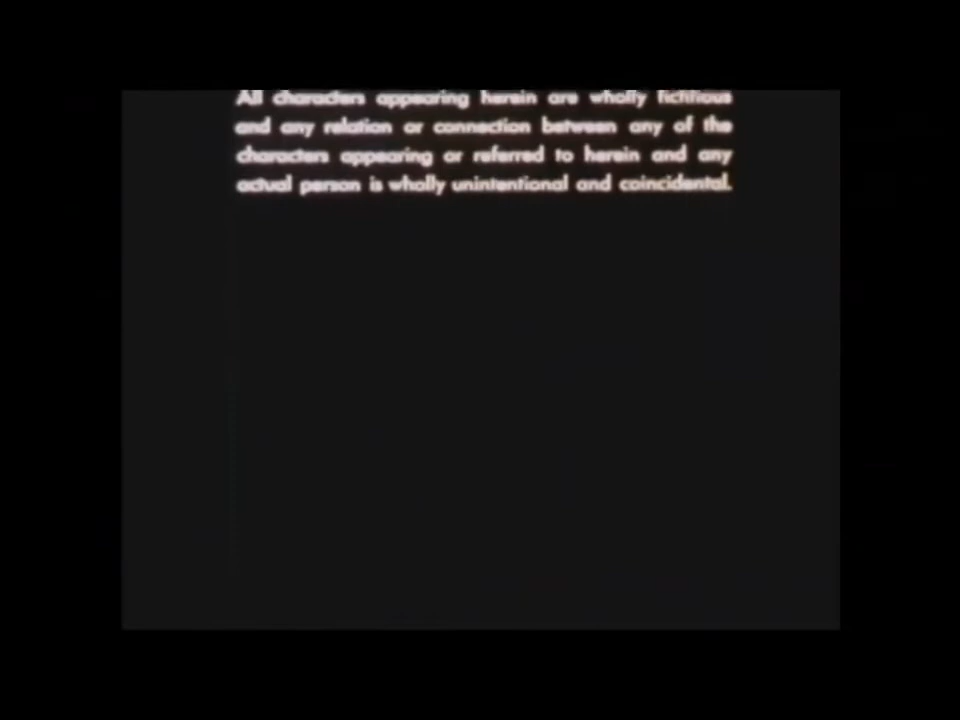 All characters appearing herein are wholly fictitious
and any relation or connection between any of the
characters appearing or referred to herein and any
actual person is wholly unintentional and coincidental.